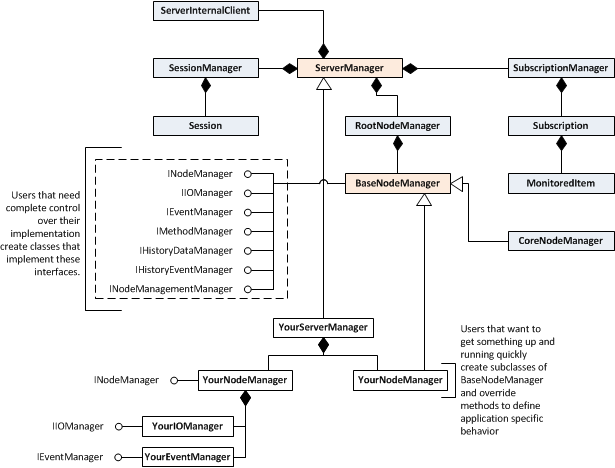 ServerInternalClient
SessionManager
ServerManager
SubscriptionManager
Session
RootNodeManager
Subscription
BaseNodeManager
MonitoredItem
CoreNodeManager
Users that need
complete control
over their
implementation
create classes that
implement these
interfaces.
INodeManager
IIOManager
IEventManager
IMethodManager
IHistoryDataManager
IHistoryEventManager
INodeManagementManager
YourServerManager
INodeManager
YourNodeManager
YourNodeManager
Users that want to
get something up and
running quickly
create subclasses of
BaseNodeManager
and override
methods to define
application specific
behavior
IIOManager
YourIOManager
IEventManager
YourEventManager